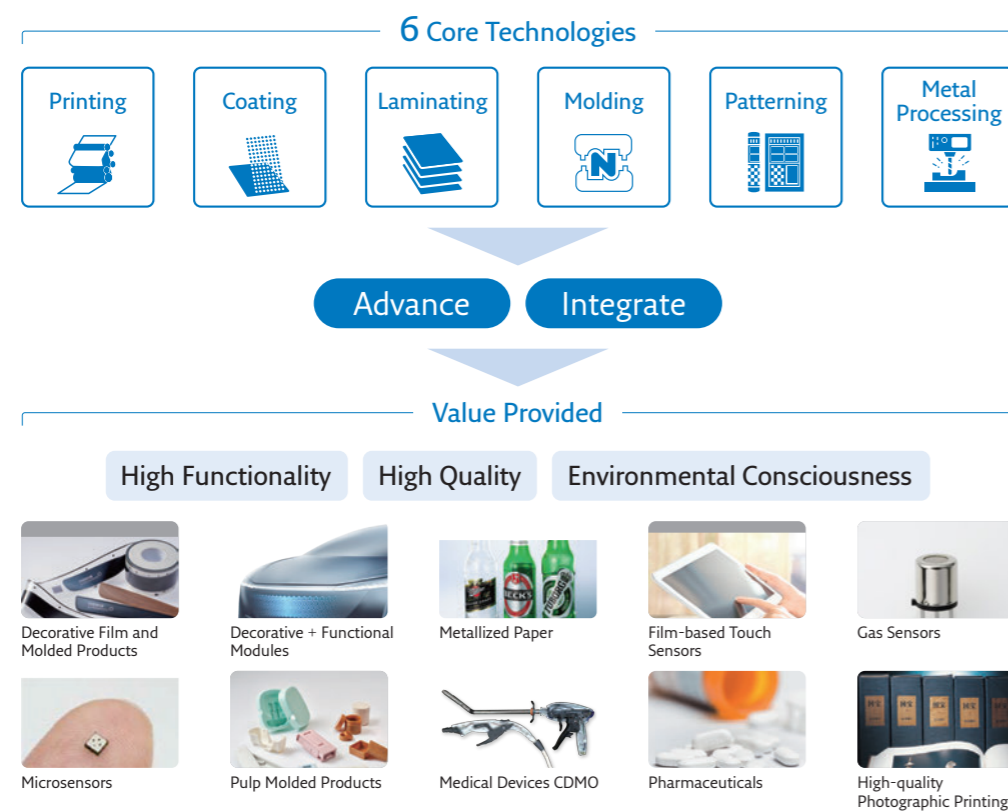 6 Core Technologies
Printing
Coating
Laminating
Molding
Patterning
Metal
Processing
N
Advance
Integrate
Value Provided
High Functionality
High Quality
Environmental Consciousness
BECK'S
Decorative Film and
Molded Products
Decorative + Functional
Modules
Metallized Paper
Film-based Touch
Sensors
Gas Sensors
Microsensors
Pulp Molded Products
Medical Devices CDMO
Pharmaceuticals
High-quality
Photographic Printing